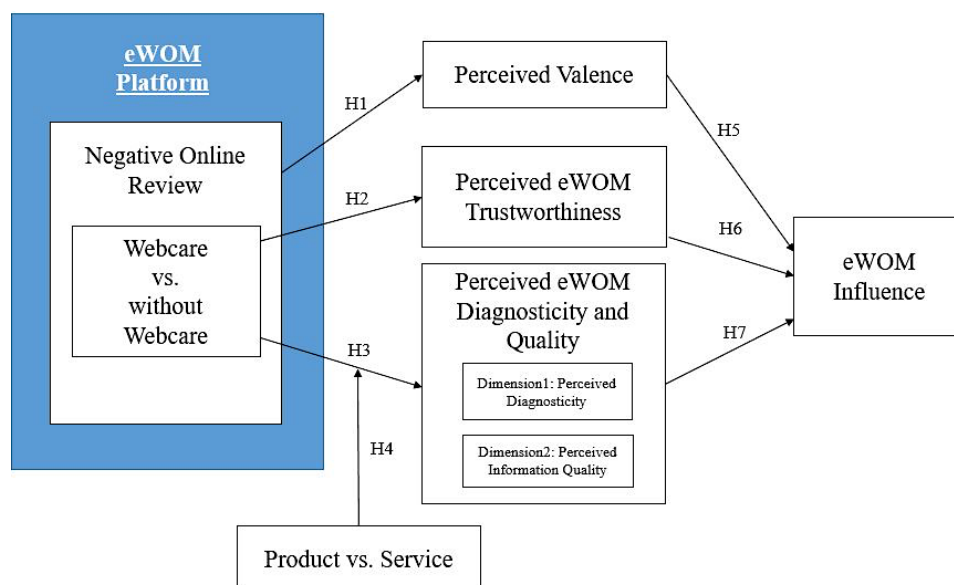 eWOM
Platform
Negative Online
Review
Webcare
vs.
without
Webcare
H1
H2
H3
H4
Product vs. Service
Perceived Valence
Perceived eWOM
Trustworthiness
Perceived eWOM
Diagnosticity and
Quality
Dimension1: Perceived
Diagnosticity
Dimension2: Perceived
Information Quality
H5
H6
H7
eWOM
Influence